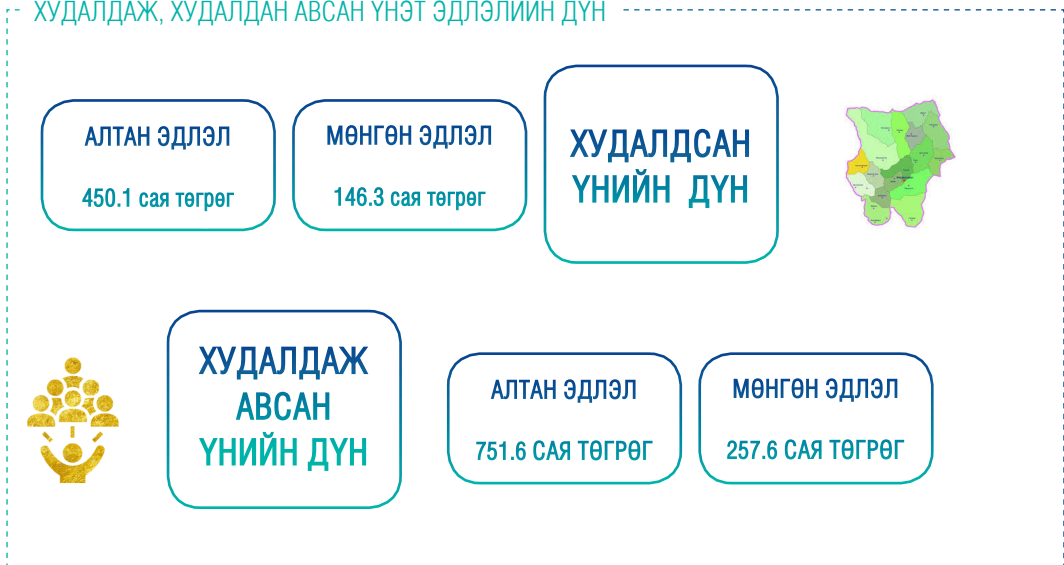 ХУДАЛДАЖ, ХУДАЛДАН АВСАН ҮНЭТ ЭДЛЭЛИЙН ДҮН
АЛТАН ЭДЛЭЛ
450.1 сая төгрөг
МӨНГӨН ЭДЛЭЛ
146.3 сая төгрөг
ХУДАЛДСАН
ҮНИЙН ДҮН
ХУДАЛДАЖ
АВСАН
ҮНИЙН ДҮН
АЛТАН ЭДЛЭЛ
751.6 САЯ ТӨГРӨГ
МӨНГӨН ЭДЛЭЛ
257.6 САЯ ТӨГРӨГ